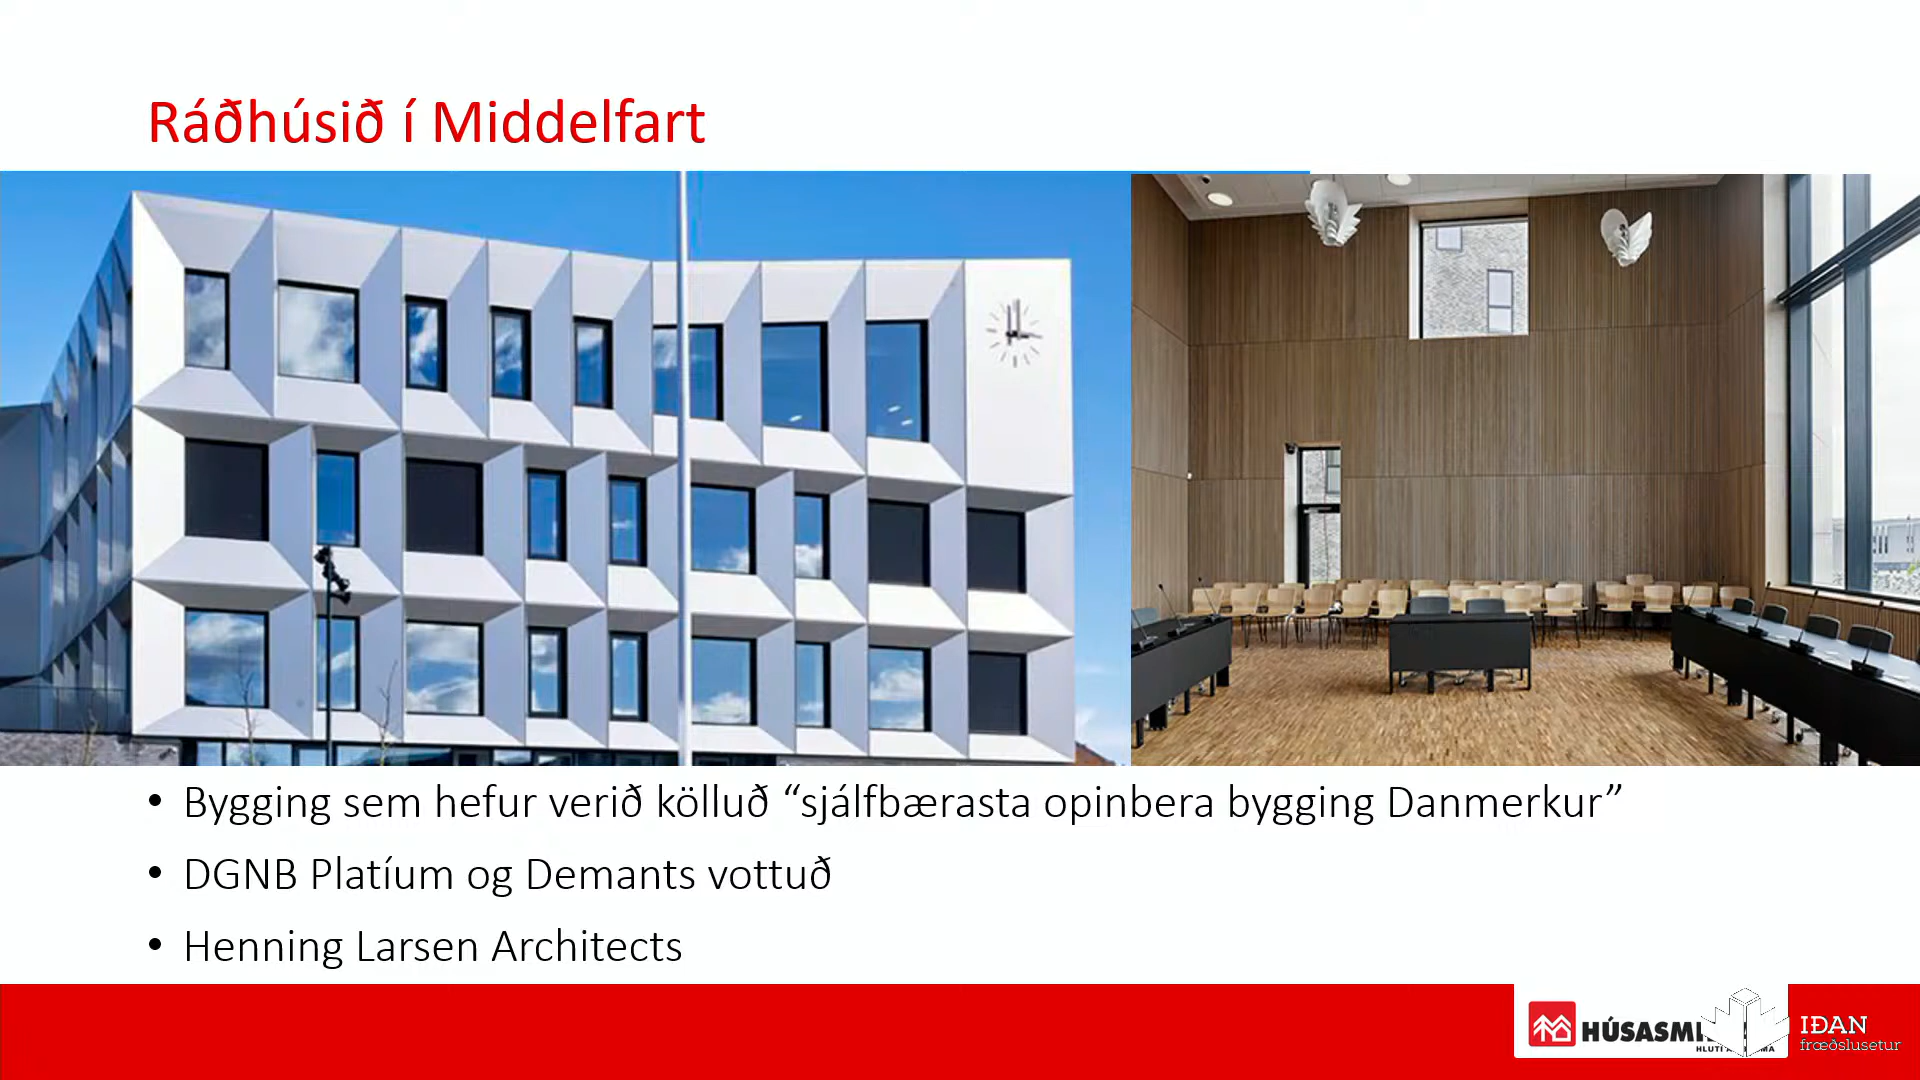 Ráðhúsið í Middelfart
• Bygging sem hefur verið kölluð “sjálfbærasta opinbera bygging Danmerkur”
• DGNB Platíum og Demants vottuð
• Henning Larsen Architects
IÐAN
fræðslusetur